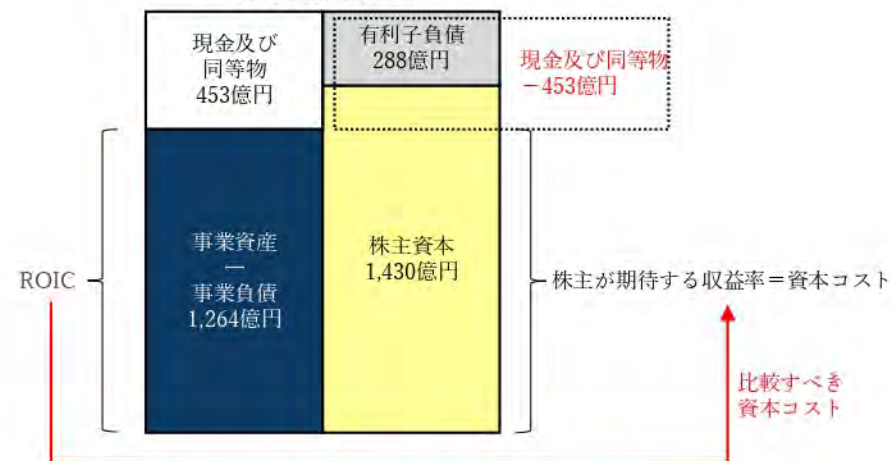 現金及び
同等物
453億円
有利子負債
288億円
現金及び同等物
－453億円
事業資産
―
事業負債
1,264億円
株主資本
1,430億円
ROIC
株主が期待する収益率＝資本コスト
比較すべき
資本コスト